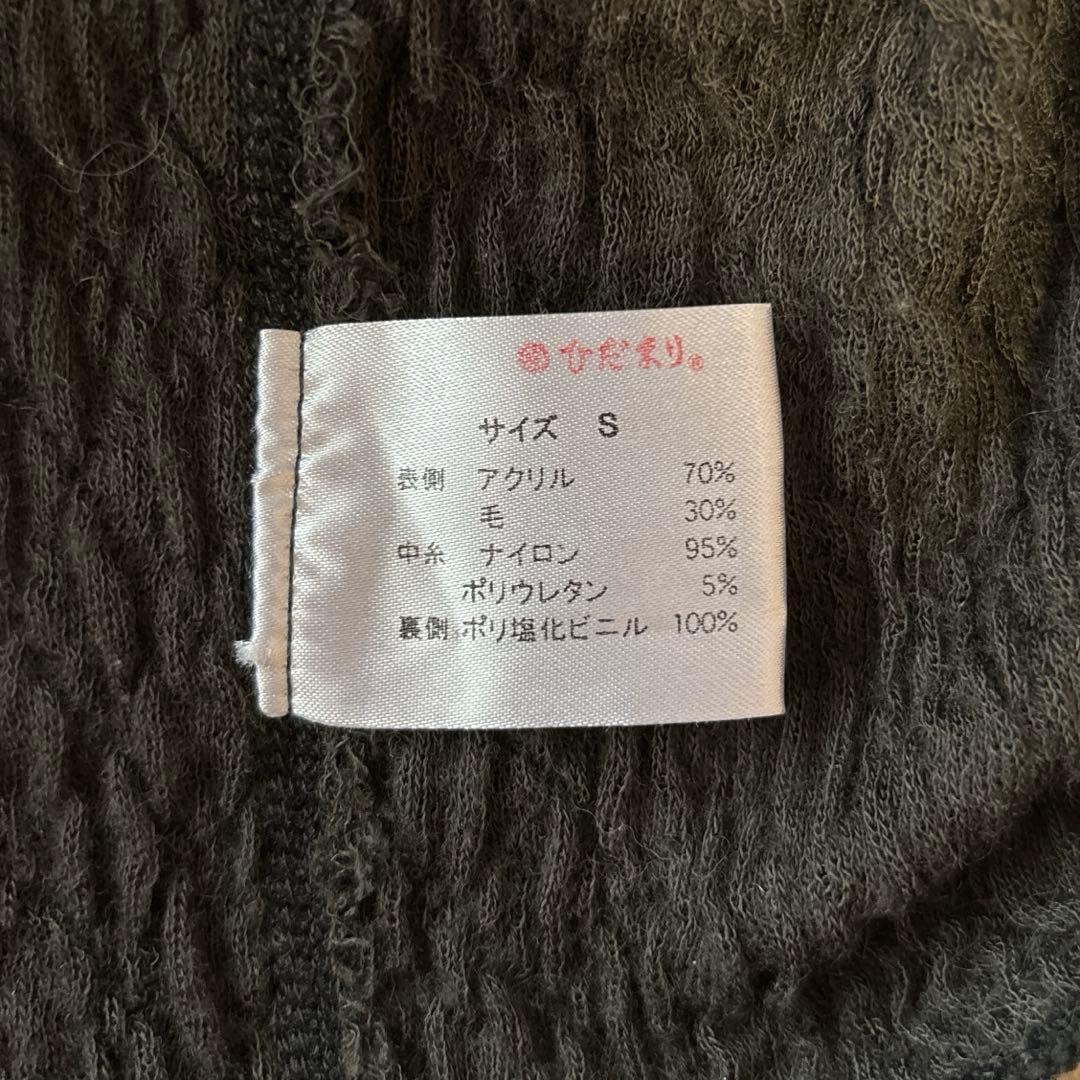 ひだまり®
サイズ S
表側 アクリル 70%
毛 30%
中糸 ナイロン 95%
ポリウレタン 5%
裏側 ポリ塩化ビニル 100%